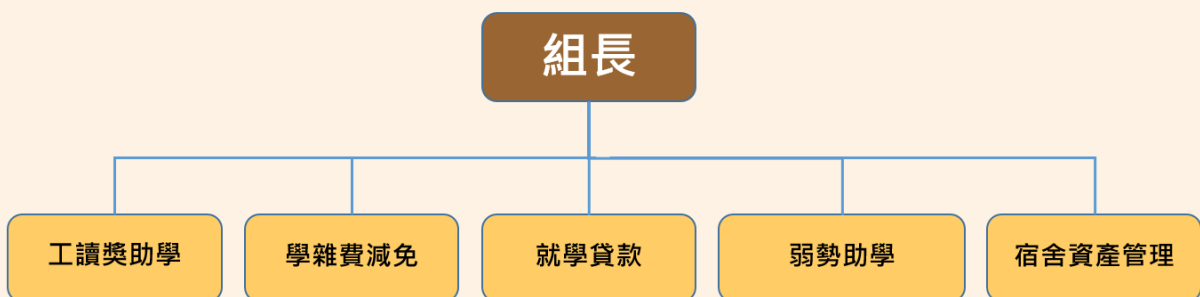 組長
工讀獎助學
學雜費減免
就學貸款
弱勢助學
宿舍資產管理